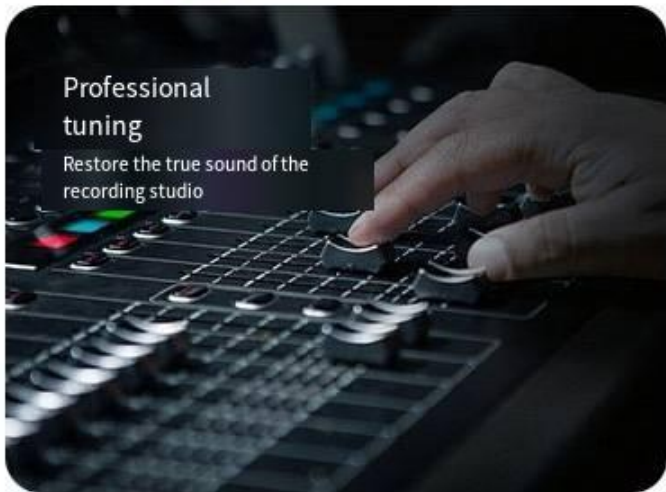 Professional
tuning
Restore the true sound of the
recording studio